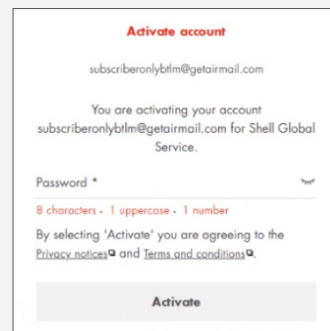 Activate account
subscriberonlybtlm@getairmail.com
You are activating your account
subscriberonlybtlm@getairmail.com for Shell Global
Service.
Password *
8 characters • 1 uppercase • 1 number
By selecting 'Activate' you are agreeing to the
Privacy notices and Terms and conditions.
Activate